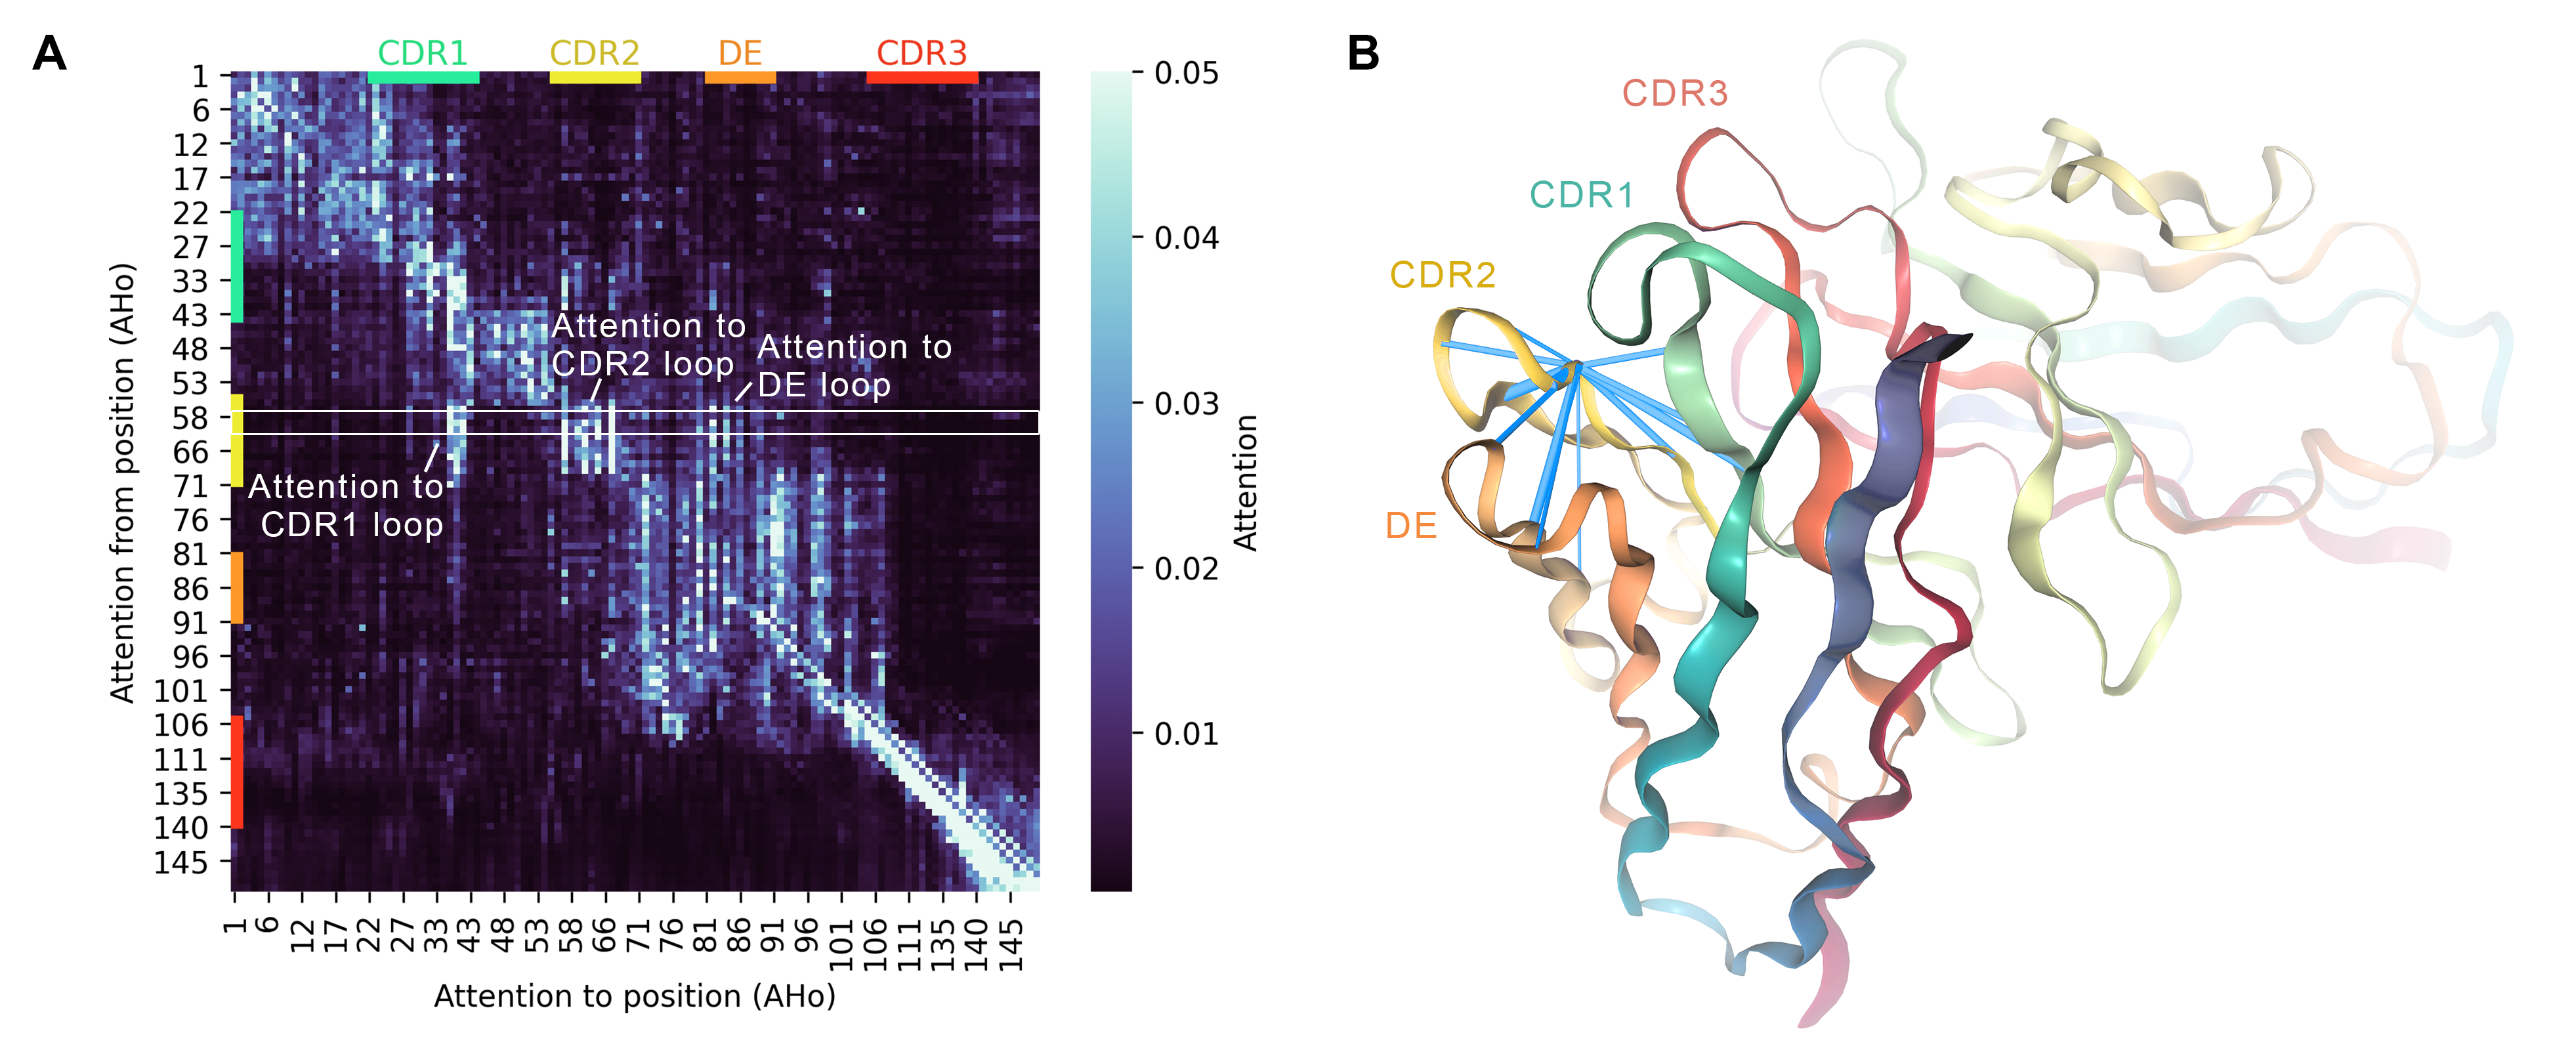 A
CDR1
CDR2
DE
CDR3
1
6
12
17
22
27
33
43
48
53
58
66
71
76
81
86
91
96
101
106
111
135
140
145
Attention from position (AHo)
Attention to
CDR2 loop
Attention to
DE loop
Attention to
CDR1 loop
1
6
12
17
22
27
33
43
48
53
58
66
71
76
81
86
91
96
101
106
111
135
140
145
Attention to position (AHo)
0.05
0.04
0.03
0.02
0.01
Attention
B
CDR3
CDR1
CDR2
DE